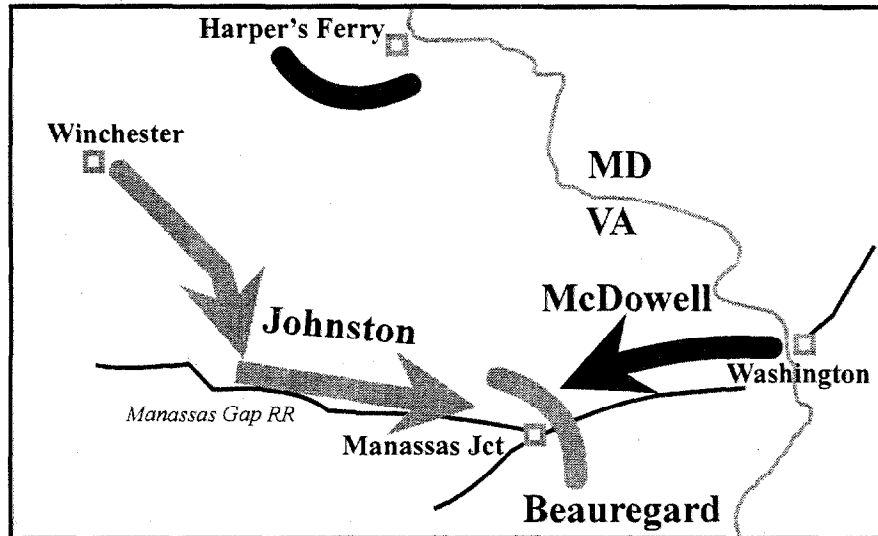 Harper's Ferry
Winchester
MD
VA
McDowell
Johnston
Washington
Manassas Gap RR
Manassas Jct
Beauregard